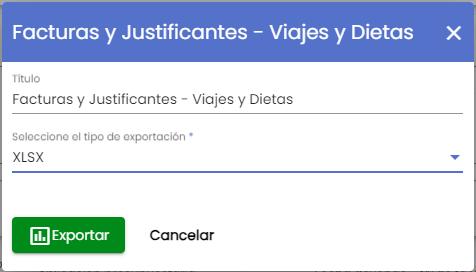 Facturas y Justificantes - Viajes y Dietas
Título
Facturas y Justificantes - Viajes y Dietas
Seleccione el tipo de exportación *
XLSX
Exportar Cancelar